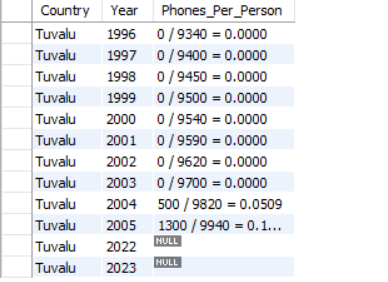 Country Year Phones_Per_Person
Tuvalu 1996 0 / 9340 = 0.0000
Tuvalu 1997 0 / 9400 = 0.0000
Tuvalu 1998 0 / 9450 = 0.0000
Tuvalu 1999 0 / 9500 = 0.0000
Tuvalu 2000 0 / 9540 = 0.0000
Tuvalu 2001 0 / 9590 = 0.0000
Tuvalu 2002 0 / 9620 = 0.0000
Tuvalu 2003 0 / 9700 = 0.0000
Tuvalu 2004 500 / 9820 = 0.0509
Tuvalu 2005 1300 / 9940 = 0.1...
Tuvalu 2022 NULL
Tuvalu 2023 NULL